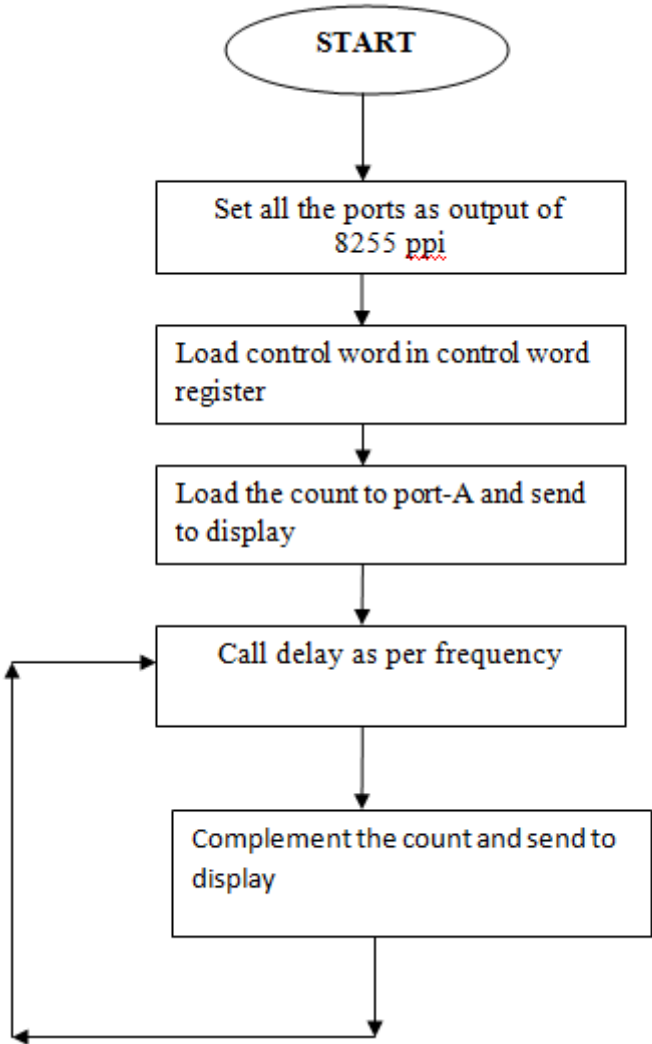 START
Set all the ports as output of
8255 ppi
Load control word in control word
register
Load the count to port-A and send
to display
Call delay as per frequency
Complement the count and send to
display